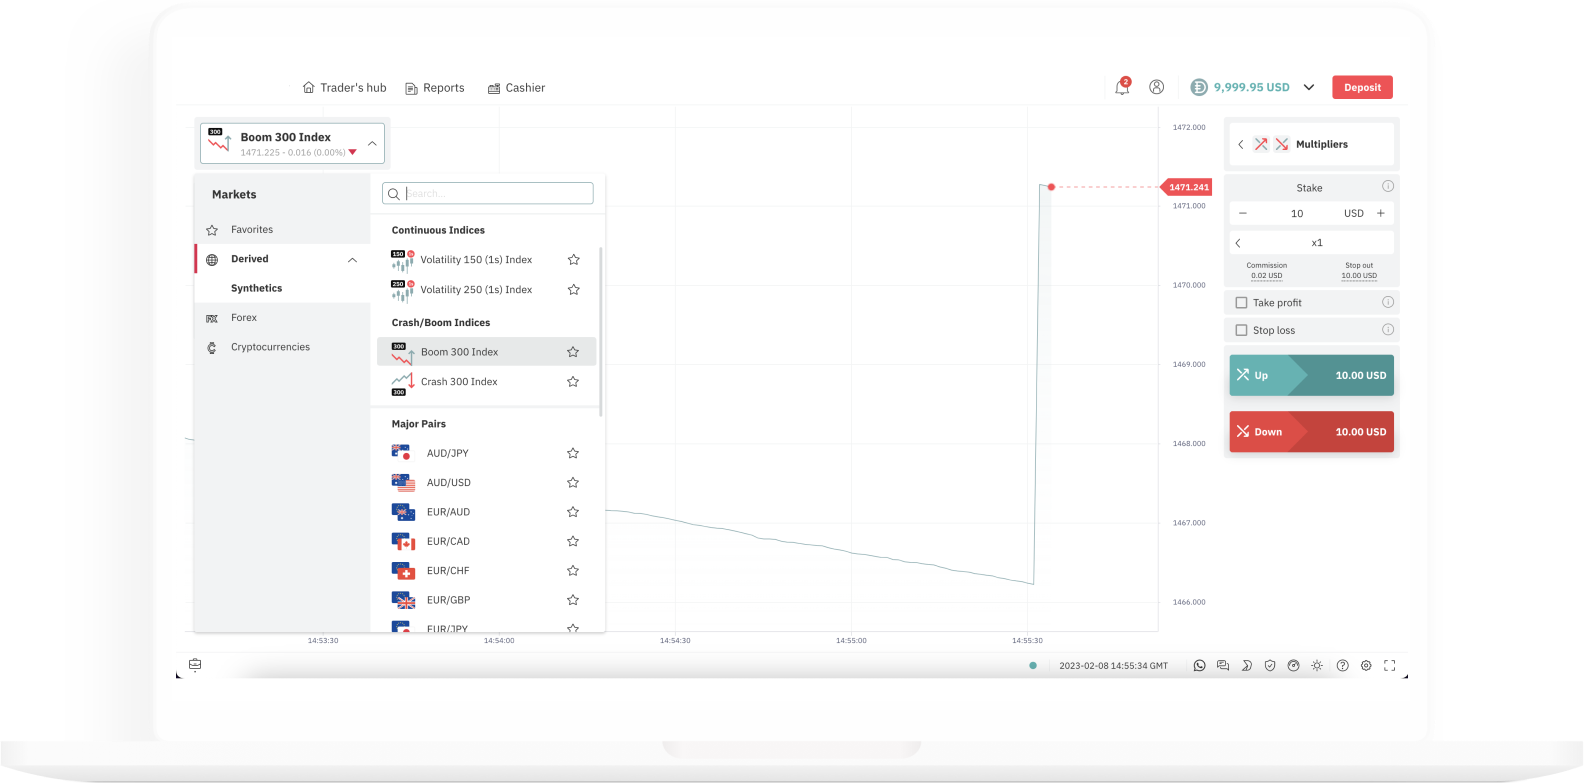 Trader's hub
Reports
Cashier
2
9,999.95 USD
Deposit
300
Boom 300 Index
1471.225 - 0.016 (0.00%)
Markets
Favorites
Derived
Synthetics
Forex
Cryptocurrencies
Search...
Continuous Indices
150 1s
Volatility 150 (1s) Index
250 1s
Volatility 250 (1s) Index
Crash/Boom Indices
300
Boom 300 Index
Crash 300 Index
300
Major Pairs
AUD/JPY
AUD/USD
EUR/AUD
EUR/CAD
EUR/CHF
EUR/GBP
EUR/JPY
1472.000
1471.241
1471.000
1470.000
1469.000
1468.000
1467.000
1466.000
14:53:30
14:54:00
14:54:30
14:55:00
14:55:30
Multipliers
Stake
− 10 USD +
x1
Commission
0.02 USD
Stop out
10.00 USD
Take profit
Stop loss
Up 10.00 USD
Down 10.00 USD
2023-02-08 14:55:34 GMT